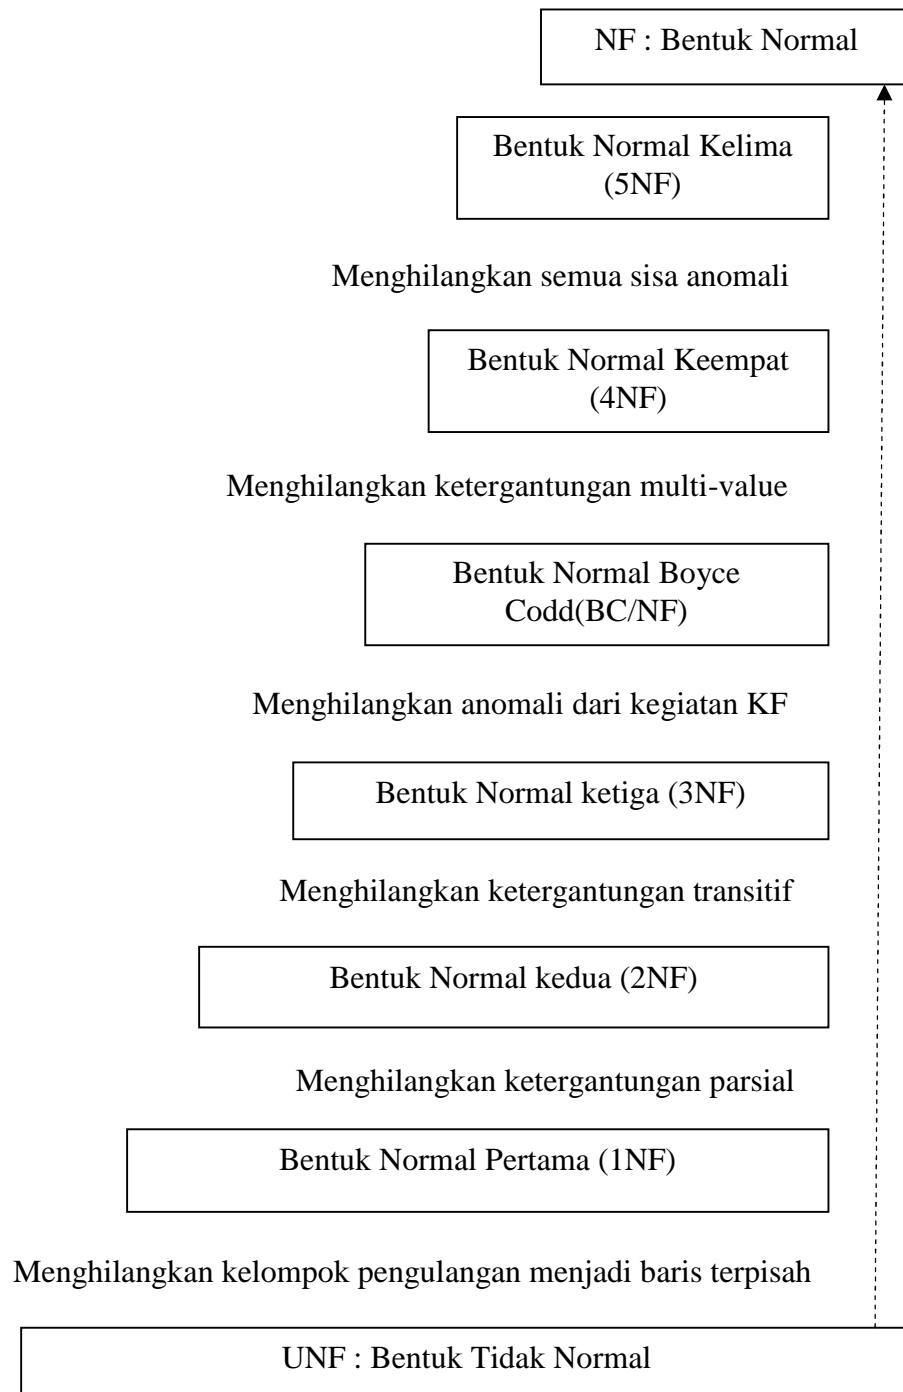 NF : Bentuk Normal
Bentuk Normal Kelima
(5NF)
Menghilangkan semua sisa anomali
Bentuk Normal Keempat
(4NF)
Menghilangkan ketergantungan multi-value
Bentuk Normal Boyce
Codd(BC/NF)
Menghilangkan anomali dari kegiatan KF
Bentuk Normal ketiga (3NF)
Menghilangkan ketergantungan transitif
Bentuk Normal kedua (2NF)
Menghilangkan ketergantungan parsial
Bentuk Normal Pertama (1NF)
Menghilangkan kelompok pengulangan menjadi baris terpisah
UNF : Bentuk Tidak Normal